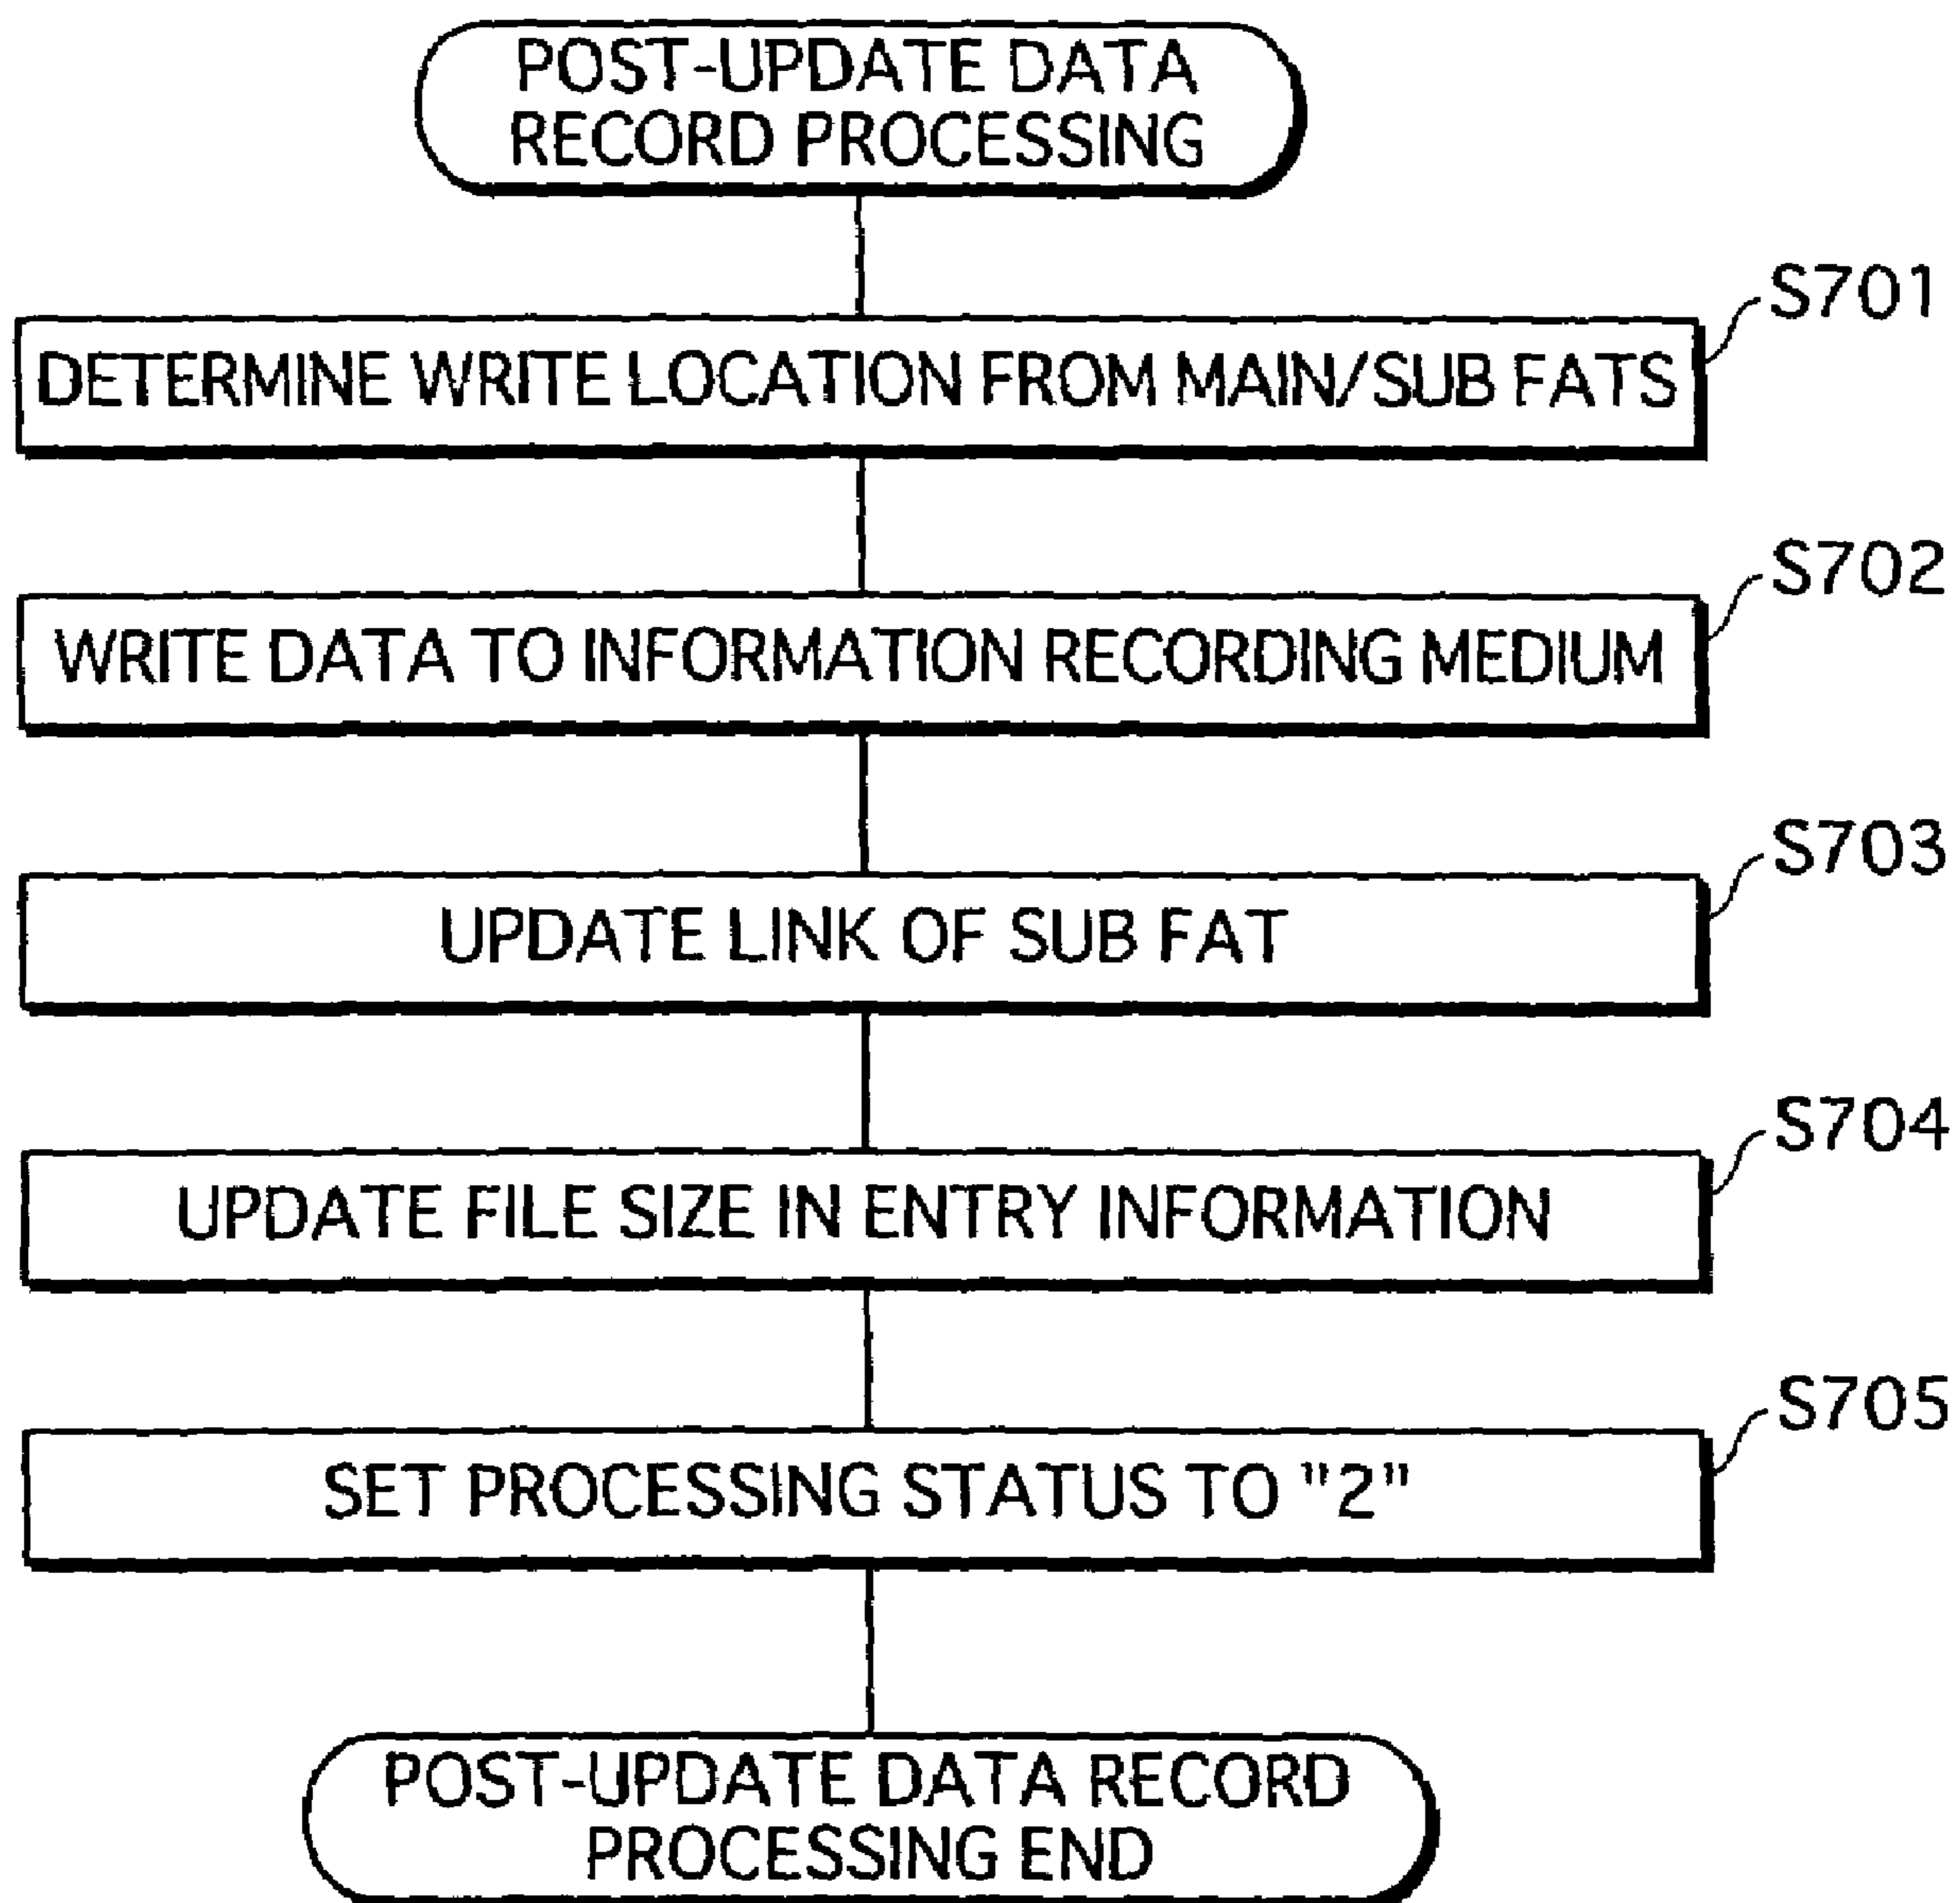 POST-UPDATE DATA
RECORD PROCESSING
S701
DETERMINE WRITE LOCATION FROM MAIN/SUB FATS
S702
WRITE DATA TO INFORMATION RECORDING MEDIUM
S703
UPDATE LINK OF SUB FAT
S704
UPDATE FILE SIZE IN ENTRY INFORMATION
S705
SET PROCESSING STATUS TO "2"
POST-UPDATE DATA RECORD
PROCESSING END